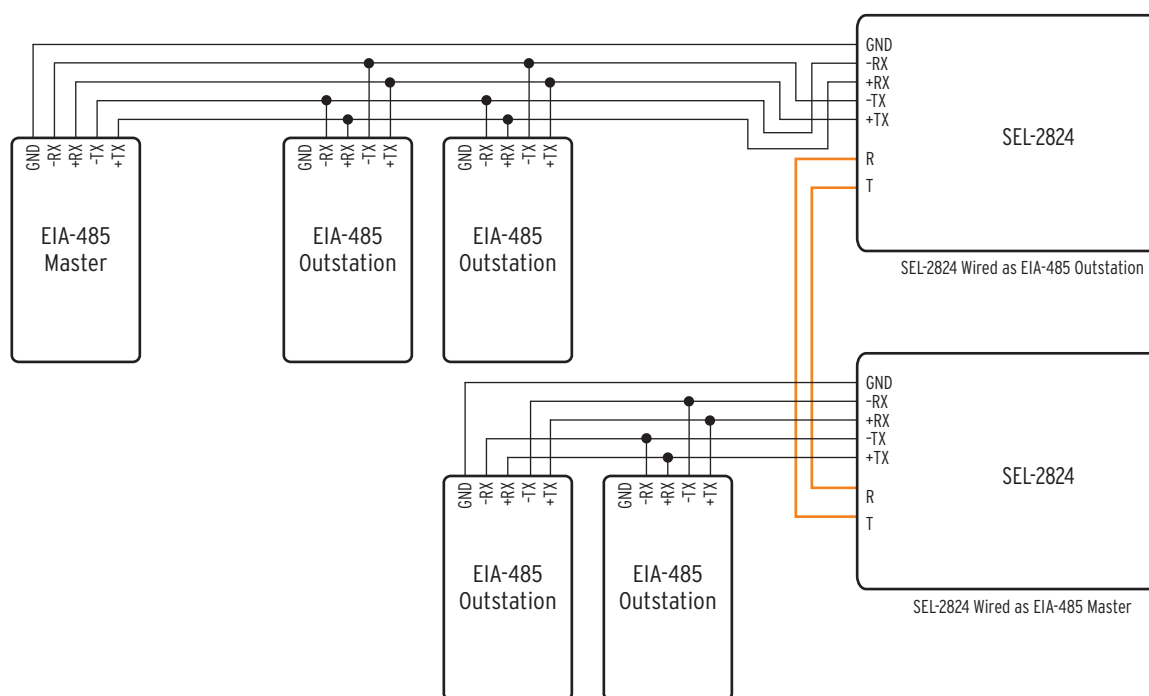 GND
-RX
+RX
-TX
+TX
R
T
SEL-2824
SEL-2824 Wired as EIA-485 Outstation
GND
-RX
+RX
-TX
+TX
EIA-485
Master
GND
-RX
+RX
-TX
+TX
EIA-485
Outstation
GND
-RX
+RX
-TX
+TX
EIA-485
Outstation
GND
-RX
+RX
-TX
+TX
R
T
SEL-2824
SEL-2824 Wired as EIA-485 Master
GND
-RX
+RX
-TX
+TX
EIA-485
Outstation
GND
-RX
+RX
-TX
+TX
EIA-485
Outstation